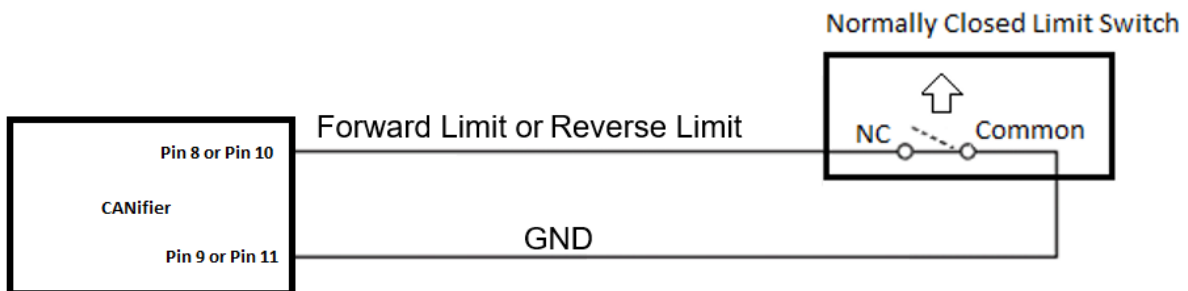 Normally Closed Limit Switch
Forward Limit or Reverse Limit
NC
Common
Pin 8 or Pin 10
CANifier
GND
Pin 9 or Pin 11